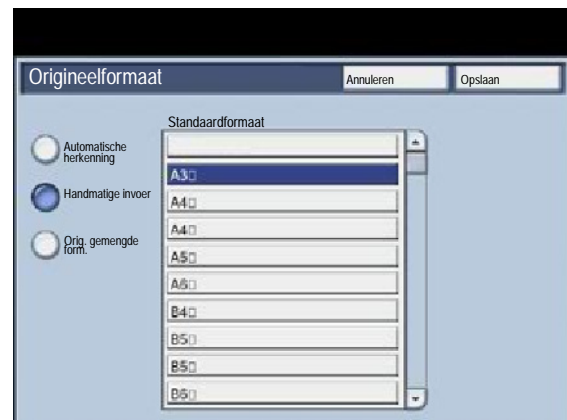 Origineelformaat
Annuleren
Opslaan
Standaardformaat
Automatische
herkenning
Handmatige invoer
Orig. gemengde
form.
A3
A4
A4
A5
A6
B4
B5
B5
B6